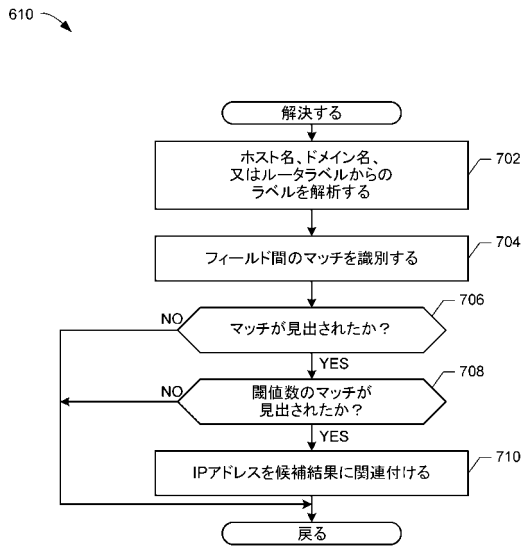 610
解決する
ホスト名、ドメイン名、
又はルータラベルからの
ラベルを解析する
702
フィールド間のマッチを識別する
704
マッチが見出されたか？
706
NO
YES
閾値数のマッチが
見出されたか？
708
NO
YES
IPアドレスを候補結果に関連付ける
710
戻る